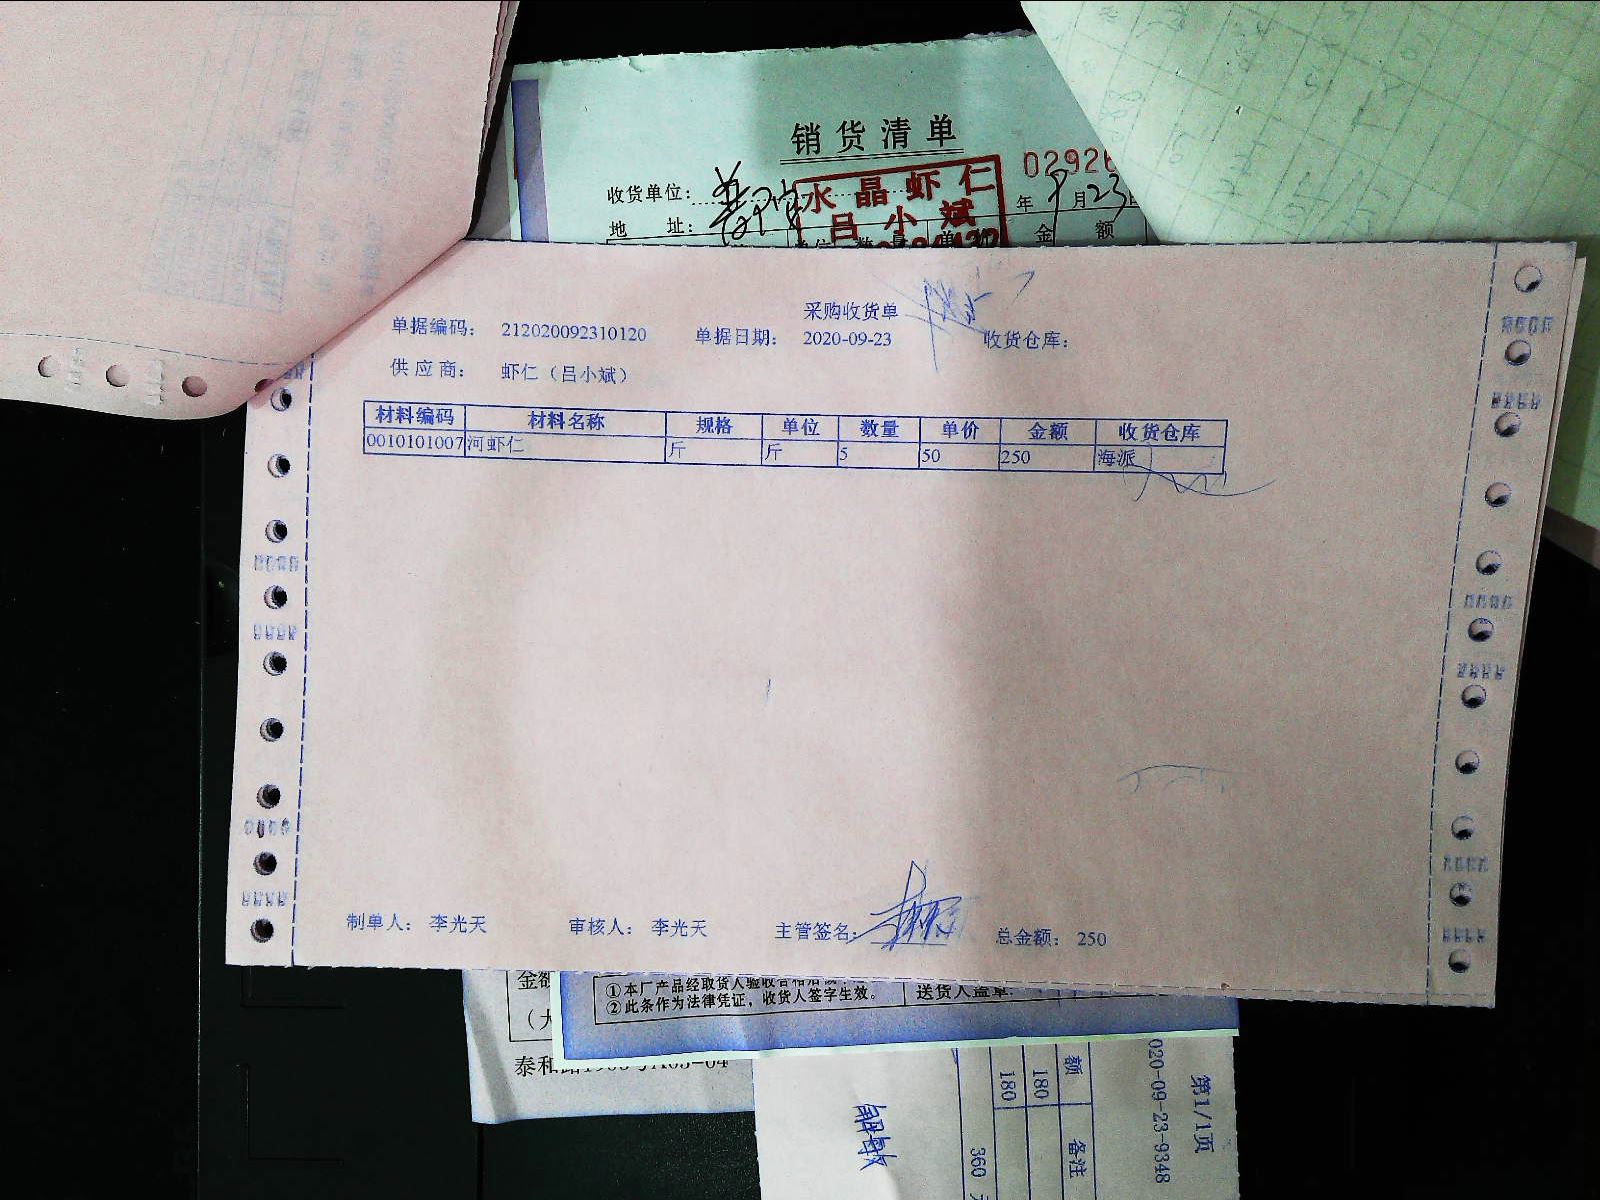 销货清单
02926
收货单位：
水晶虾仁
年9月23日
地 址：
吕小斌
金 额
采购收货单
单据编码： 212020092310120 单据日期： 2020-09-23 收货仓库：
供应商： 虾仁（吕小斌）
材料编码 材料名称 规格 单位 数量 单价 金额 收货仓库
0010101007 河虾仁 斤 斤 5 50 250 海派
制单人： 李光天 审核人： 李光天 主管签名： 总金额： 250
①本厂产品经取货人验收合格后
②此条作为法律凭证，收货人签字生效。
送货人盖章：
金额
泰和路
第1/1页
020-09-23-9348
额 备注
180
180
360